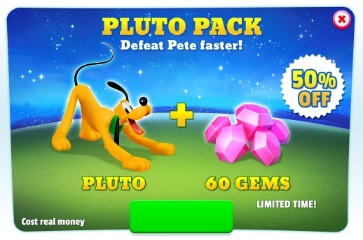 PLUTO PACK
Defeat Pete faster!
50%
OFF
+
PLUTO
60 GEMS
LIMITED TIME!
Cost real money